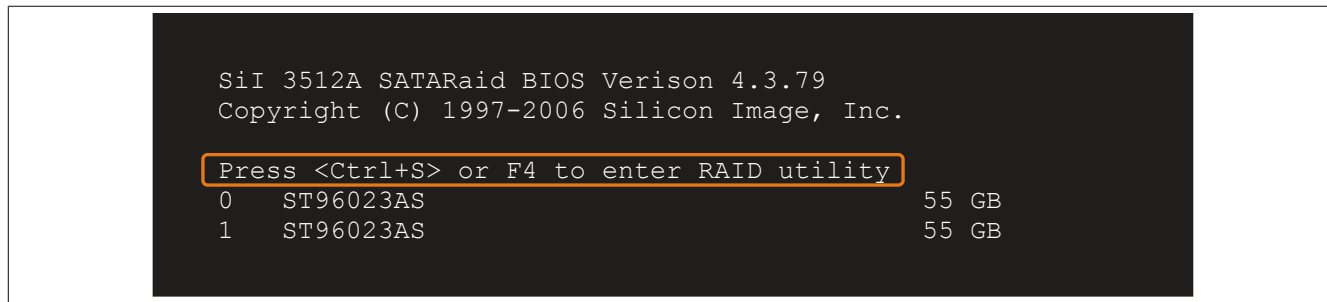 SiI 3512A SATARaid BIOS Verison 4.3.79
Copyright (C) 1997-2006 Silicon Image, Inc.
Press <Ctrl+S> or F4 to enter RAID utility
0 ST96023AS 55 GB
1 ST96023AS 55 GB